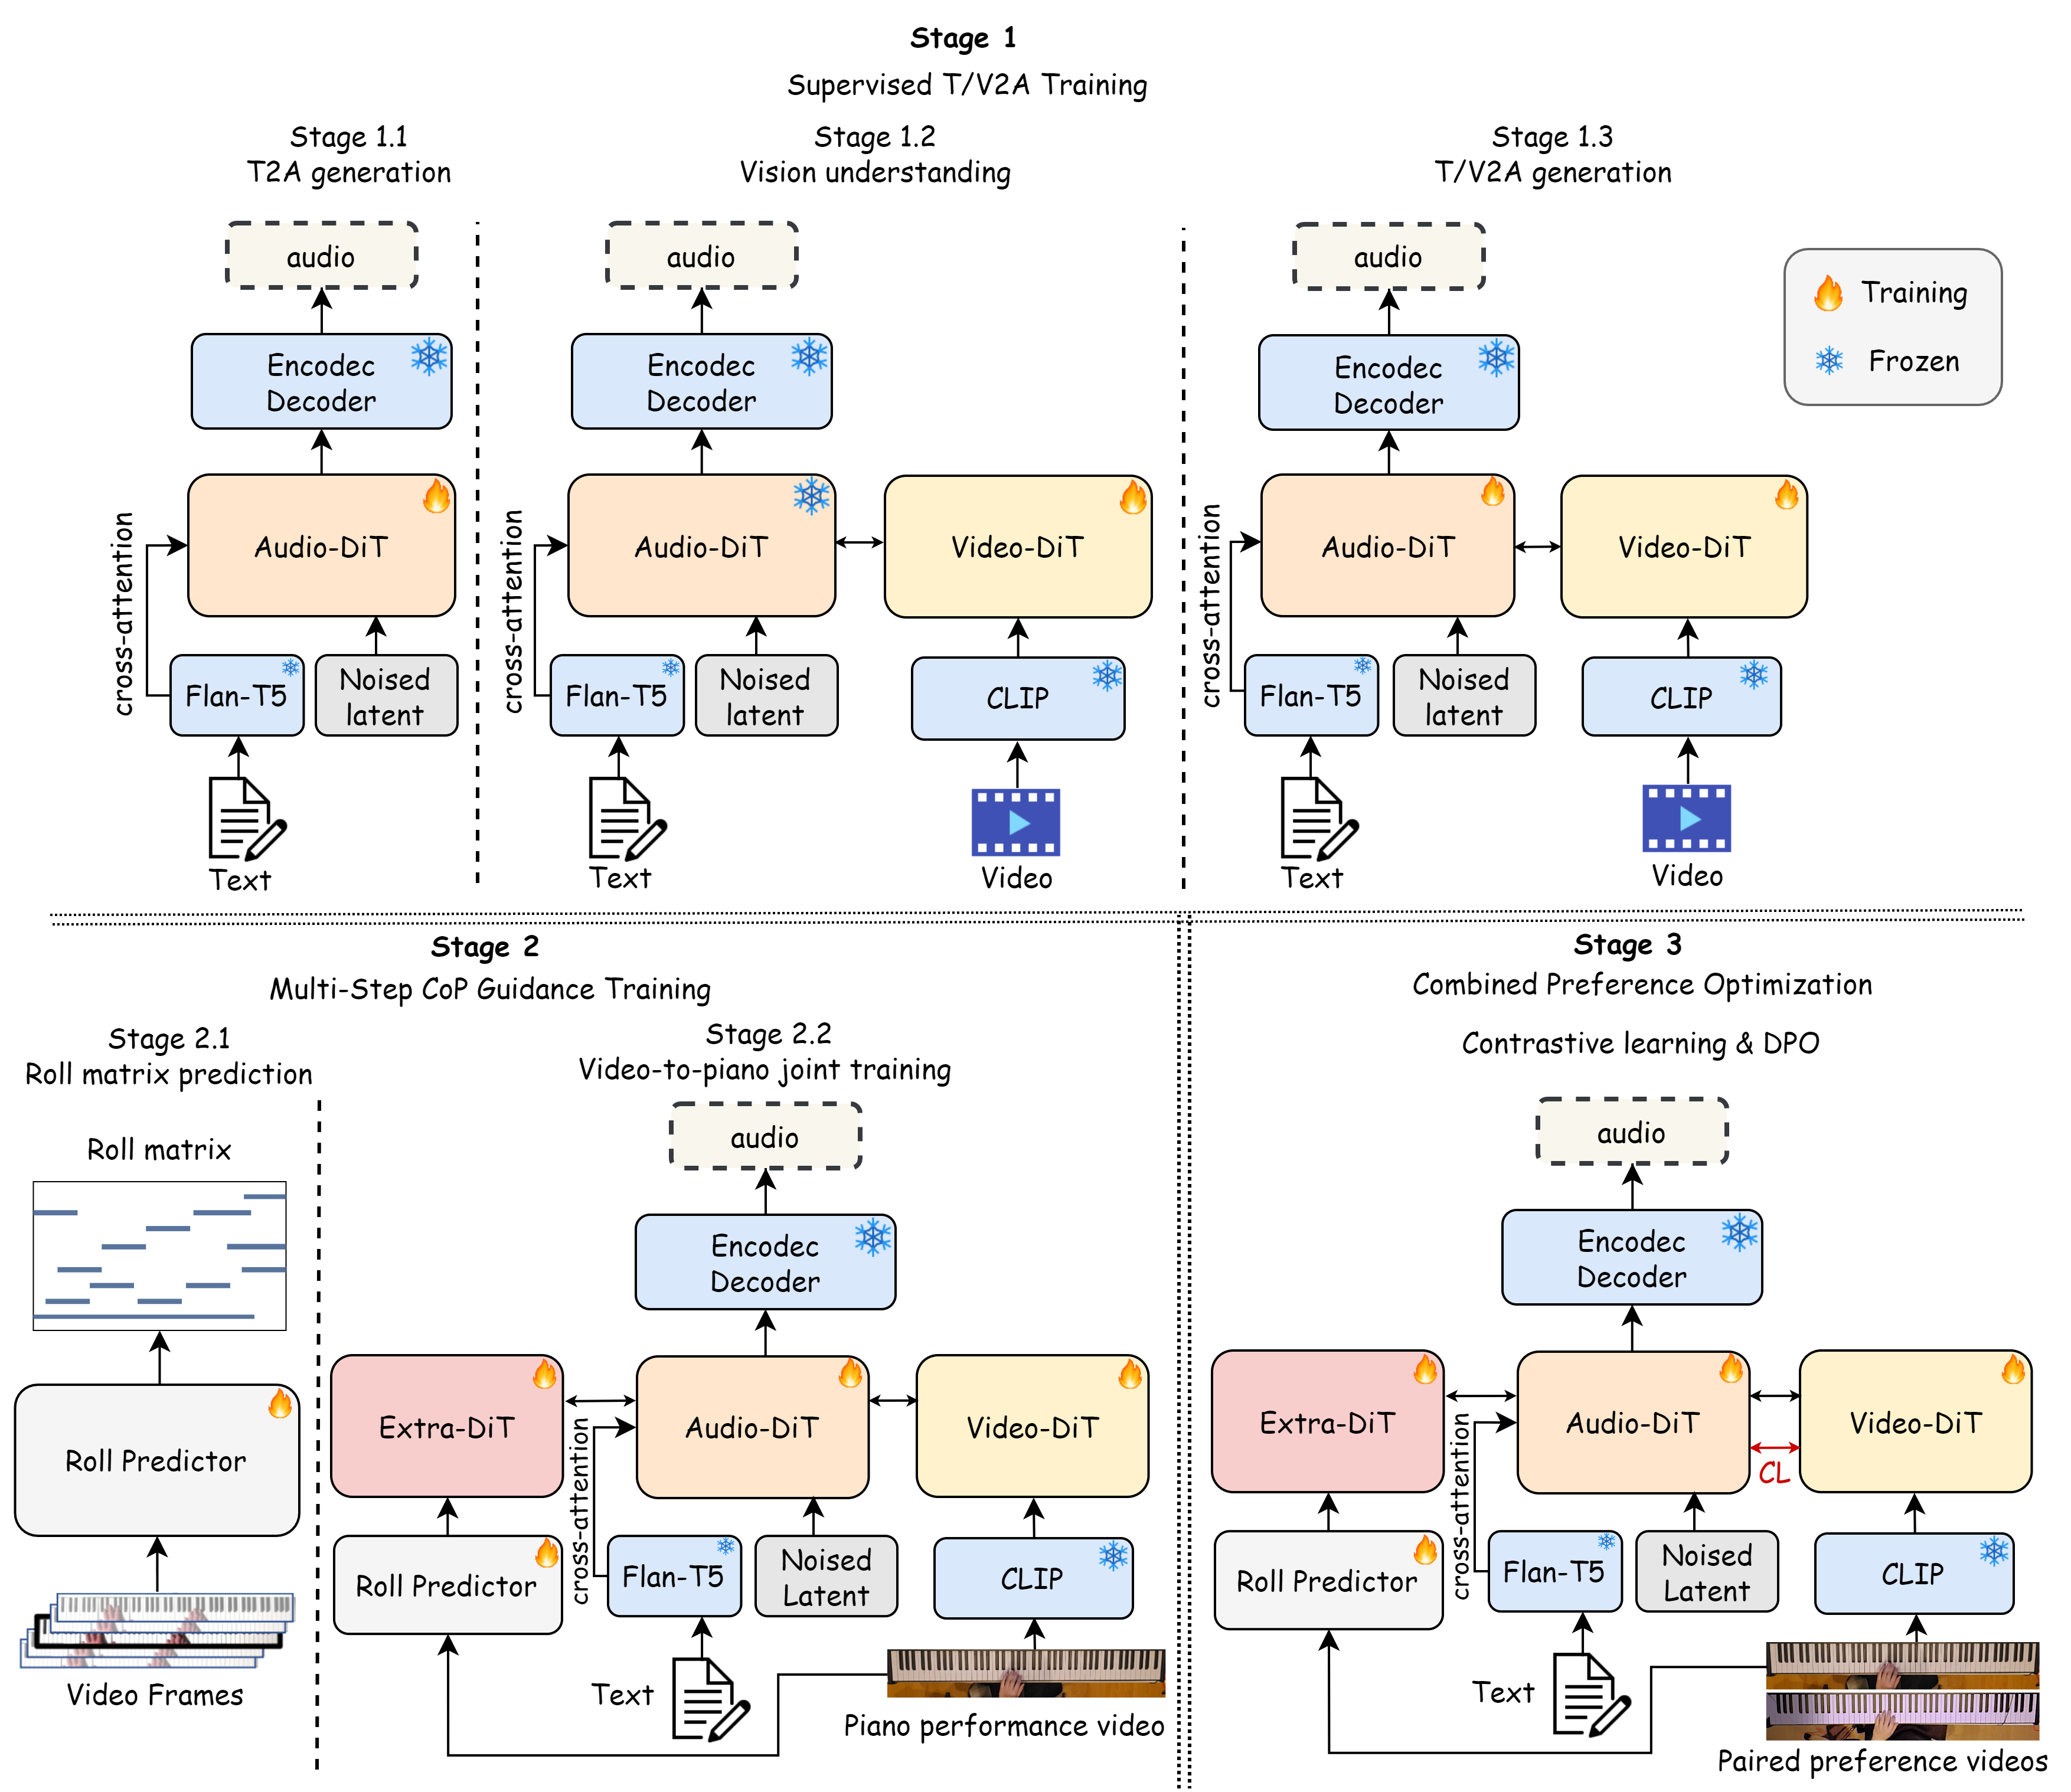 Stage 1
Supervised T/V2A Training
Stage 1.1
T2A generation
audio
Encodec
Decoder
Audio-DiT
cross-attention
Flan-T5
Noised
latent
Text
Stage 1.2
Vision understanding
audio
Encodec
Decoder
Audio-DiT
Video-DiT
cross-attention
Flan-T5
Noised
latent
CLIP
Text
Video
Stage 1.3
T/V2A generation
audio
Encodec
Decoder
Audio-DiT
Video-DiT
cross-attention
Flan-T5
Noised
latent
CLIP
Text
Video
Training
Frozen
Stage 2
Multi-Step CoP Guidance Training
Stage 2.1
Roll matrix prediction
Roll matrix
Roll Predictor
Video Frames
Stage 2.2
Video-to-piano joint training
audio
Encodec
Decoder
Extra-DiT
Audio-DiT
Video-DiT
cross-attention
Roll Predictor
Flan-T5
Noised
Latent
CLIP
Text
Piano performance video
Stage 3
Combined Preference Optimization
Contrastive learning & DPO
audio
Encodec
Decoder
Extra-DiT
Audio-DiT
Video-DiT
CL
cross-attention
Roll Predictor
Flan-T5
Noised
Latent
CLIP
Text
Paired preference videos